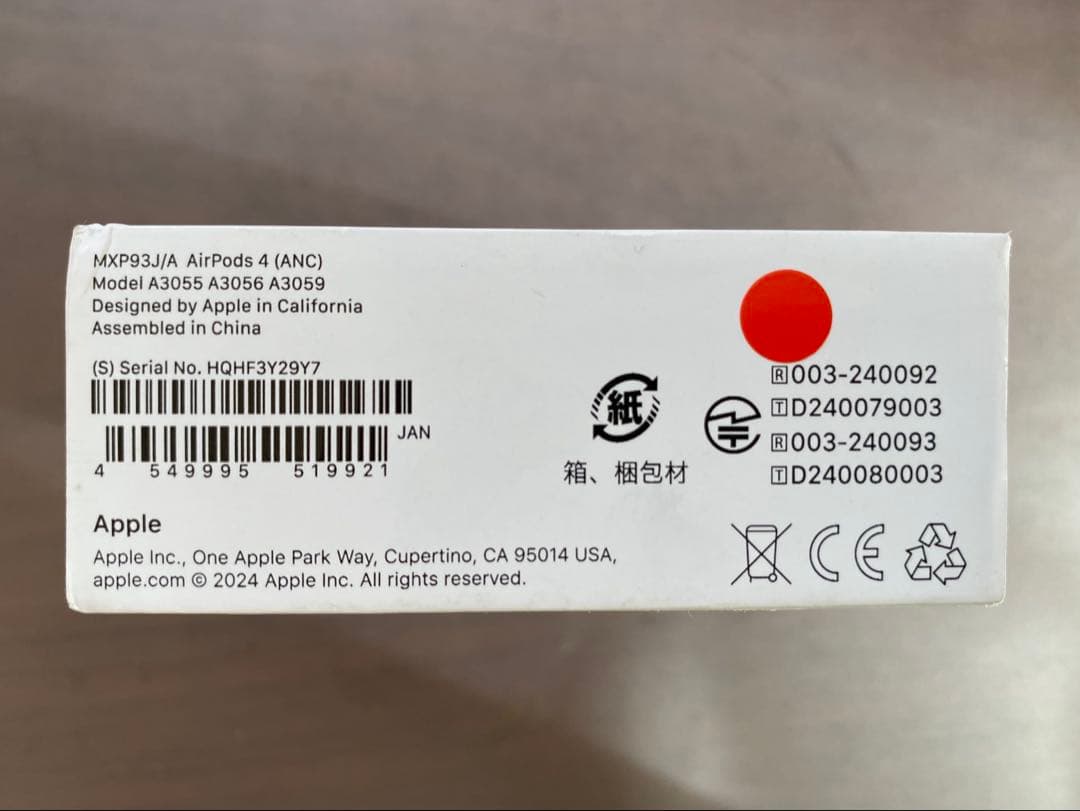 MXP93J/A AirPods 4 (ANC)
Model A3055 A3056 A3059
Designed by Apple in California
Assembled in China
(S) Serial No. HQHF3Y29Y7
JAN
4 549995 519921
紙
箱、梱包材
R003-240092
TD240079003
R003-240093
TD240080003
Apple
Apple Inc., One Apple Park Way, Cupertino, CA 95014 USA,
apple.com © 2024 Apple Inc. All rights reserved.
CE